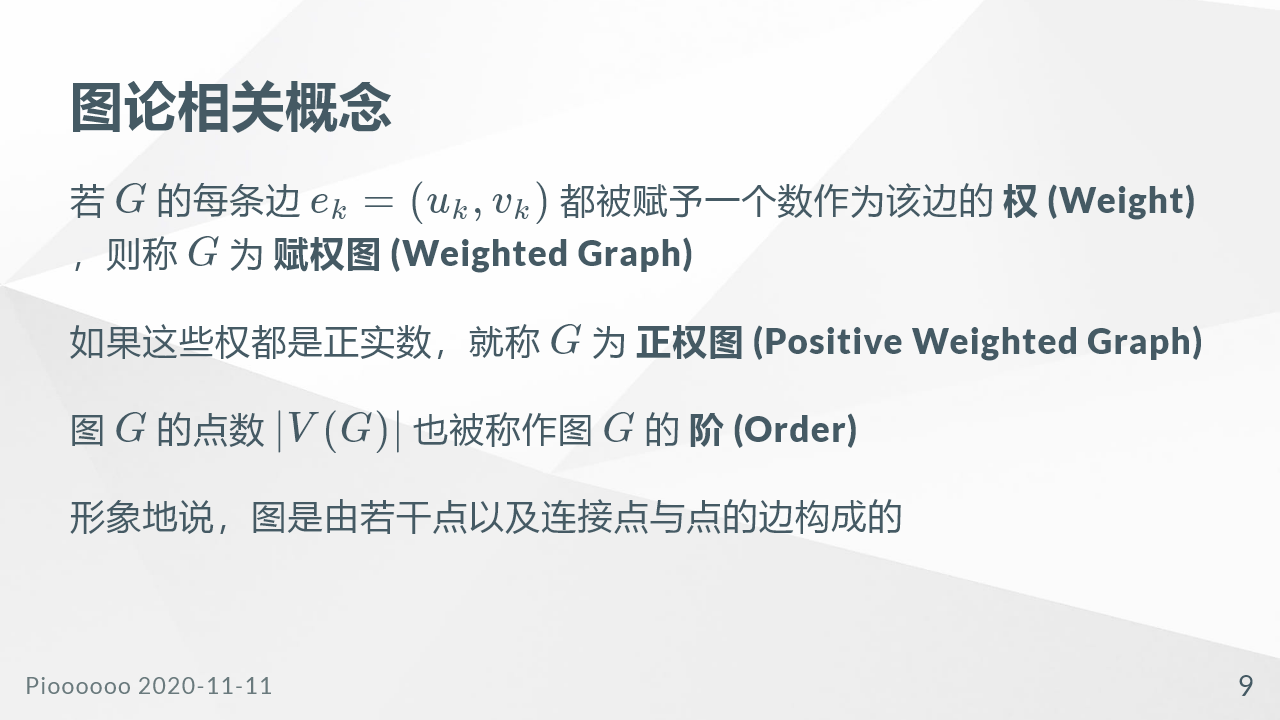 图论相关概念
若 G 的每条边 e_k = (u_k, v_k) 都被赋予一个数作为该边的 权 (Weight)
，则称 G 为 赋权图 (Weighted Graph)
如果这些权都是正实数，就称 G 为 正权图 (Positive Weighted Graph)
图 G 的点数 |V(G)| 也被称作图 G 的 阶 (Order)
形象地说，图是由若干点以及连接点与点的边构成的
Pioooooo 2020-11-11
9